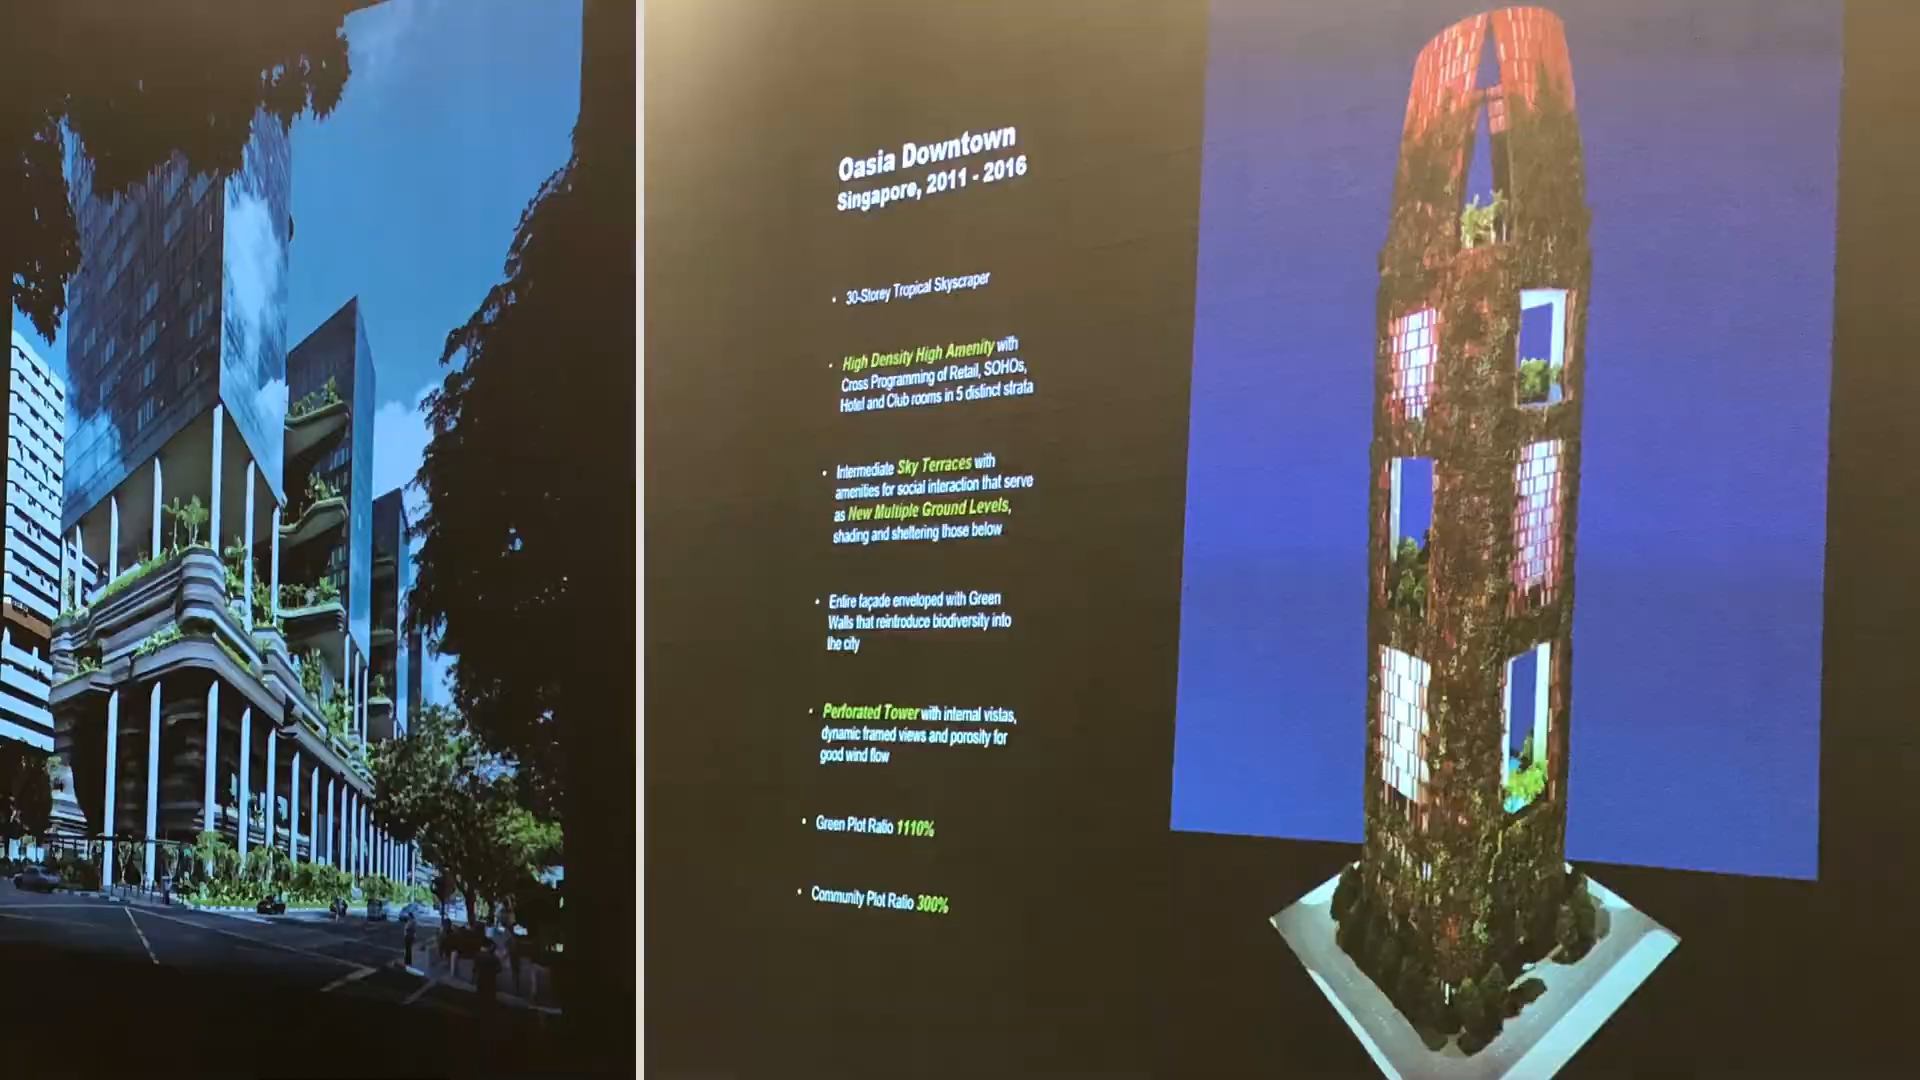 Oasia Downtown
Singapore, 2011 - 2016
• 30-Storey Tropical Skyscraper
• High Density High Amenity with
Cross Programming of Retail, SOHOs,
Hotel and Club rooms in 5 distinct strata
• Intermediate Sky Terraces with
amenities for social interaction that serve
as New Multiple Ground Levels,
shading and sheltering those below
• Entire façade enveloped with Green
Walls that reintroduce biodiversity into
the city
• Perforated Tower with internal vistas,
dynamic framed views and porosity for
good wind flow
• Green Plot Ratio 1110%
• Community Plot Ratio 300%